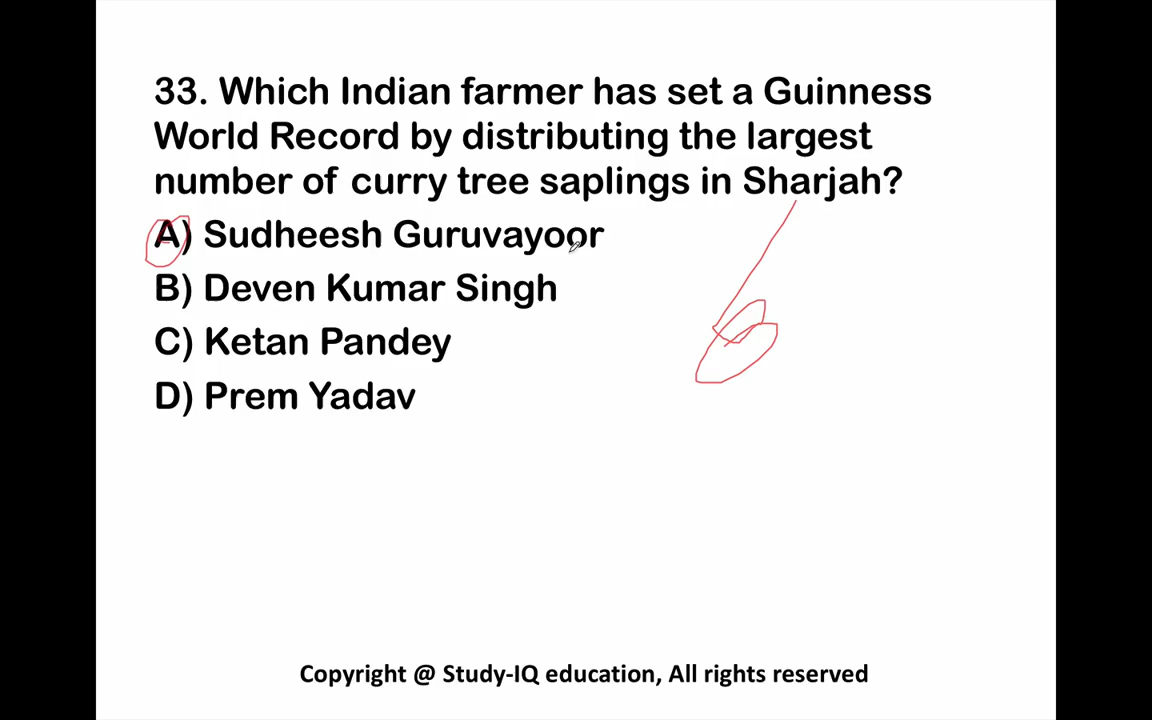 33. Which Indian farmer has set a Guinness
World Record by distributing the largest
number of curry tree saplings in Sharjah?
A) Sudheesh Guruvayoor
B) Deven Kumar Singh
C) Ketan Pandey
D) Prem Yadav
Copyright @ Study-IQ education, All rights reserved